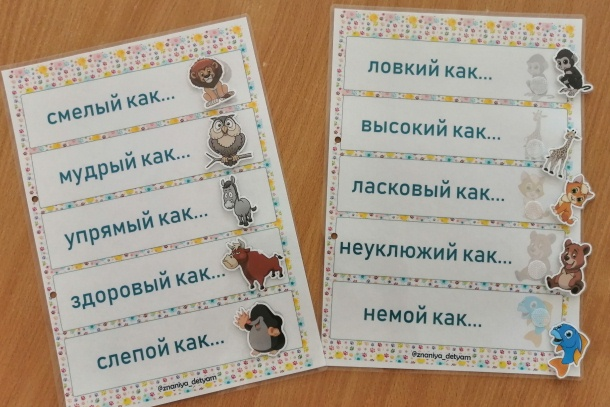 смелый как...
мудрый как...
упрямый как...
здоровый как...
слепой как...
@znaniya_detyam
ловкий как...
высокий как...
ласковый как...
неуклюжий как...
немой как...
@znaniya_detyam